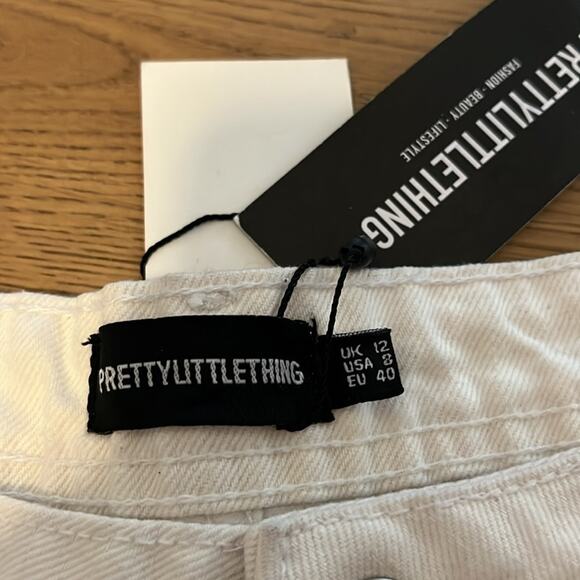 PRETTYLITTLETHING
FASHION - BEAUTY - LIFESTYLE
PRETTYLITTLETHING
UK 12
USA 8
EU 40